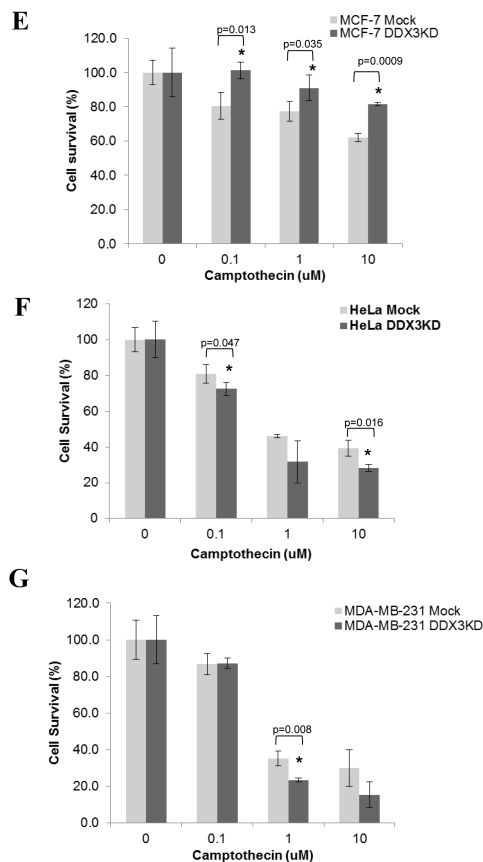 E
MCF-7 Mock
MCF-7 DDX3KD
p=0.013
p=0.035
p=0.0009
* * *
120.0
100.0
80.0
60.0
40.0
20.0
0.0
Cell survival (%)
0 0.1 1 10
Camptothecin (uM)
F
HeLa Mock
HeLa DDX3KD
p=0.047
p=0.016
* *
120
100
80
60
40
20
0
Cell Survival (%)
0 0.1 1 10
Camptothecin (uM)
G
MDA-MB-231 Mock
MDA-MB-231 DDX3KD
p=0.008
*
120.0
100.0
80.0
60.0
40.0
20.0
0.0
Cell Survival (%)
0 0.1 1 10
Camptothecin (uM)